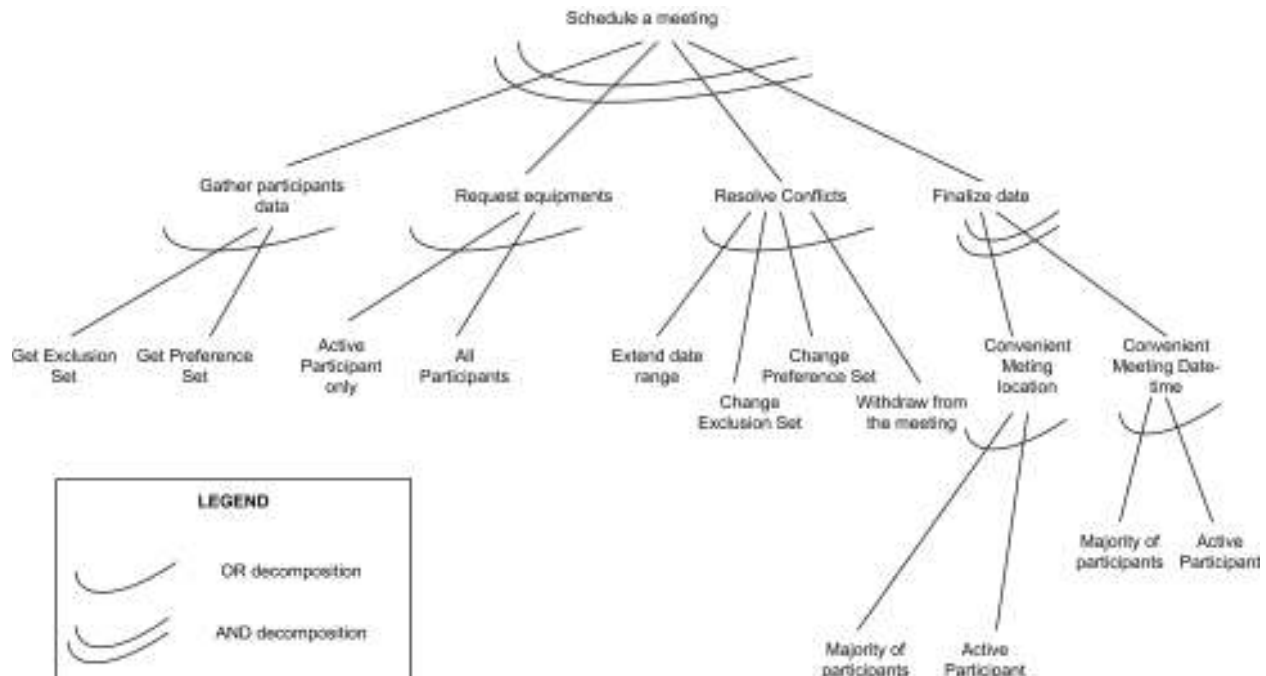 Schedule a meeting
Gather participants
data
Request equipments
Resolve Conflicts
Finalize date
Get Exclusion
Set
Get Preference
Set
Active
Participant
only
All
Participants
Extend date
range
Change
Exclusion Set
Change
Preference Set
Withdraw from
the meeting
Convenient
Meting
location
Convenient
Meeting Date-
time
Majority of
participants
Active
Participant
Majority of
participants
Active
Participant
LEGEND
OR decomposition
AND decomposition